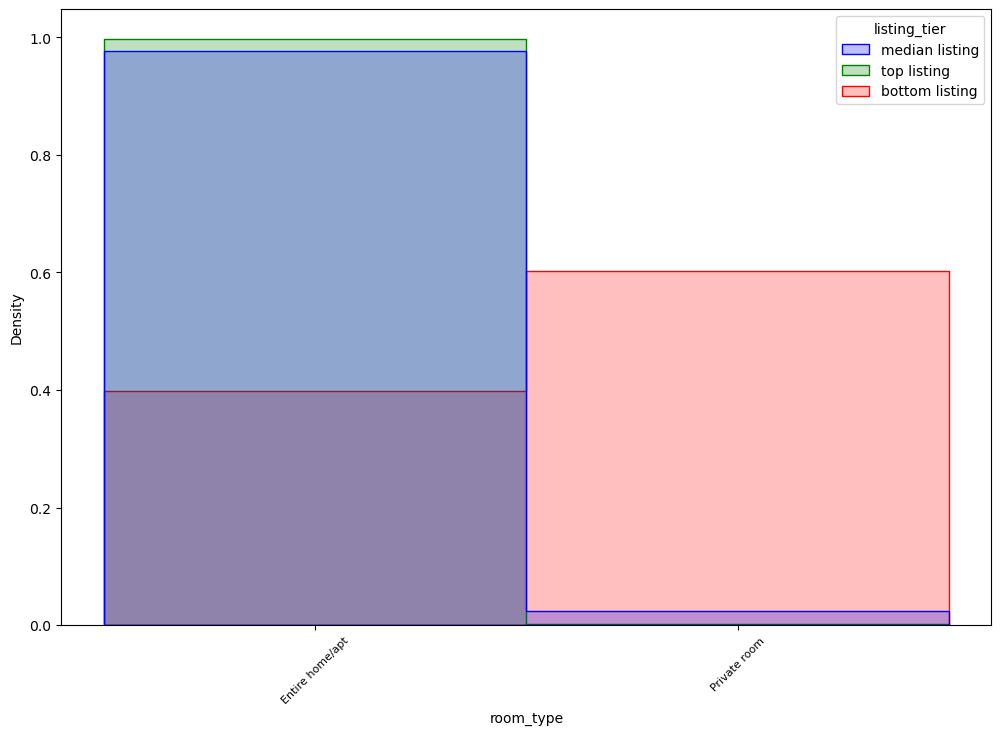 listing_tier
median listing
top listing
bottom listing
Density
1.0
0.8
0.6
0.4
0.2
0.0
Entire home/apt
Private room
room_type